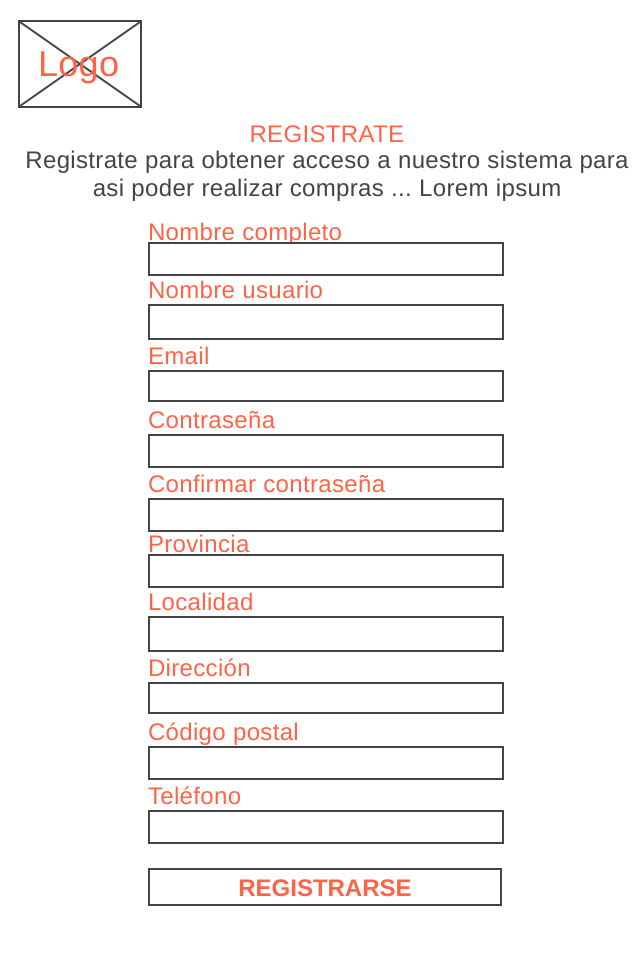 Logo
REGISTRATE
Registrate para obtener acceso a nuestro sistema para
asi poder realizar compras ... Lorem ipsum
Nombre completo
Nombre usuario
Email
Contraseña
Confirmar contraseña
Provincia
Localidad
Dirección
Código postal
Teléfono
REGISTRARSE